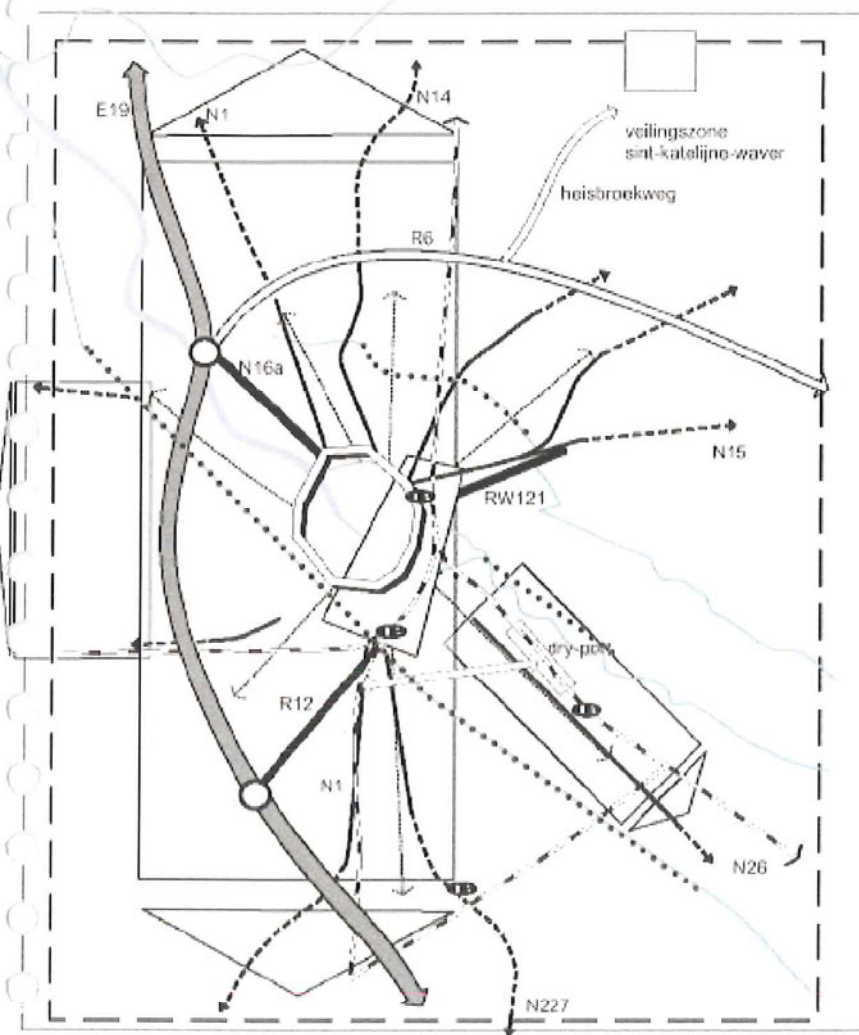 E19
N1
N14
veilingszone
sint-katelijne-waver
heisbroekweg
R6
N16a
N15
RW121
dry-port
R12
N1
N26
N227